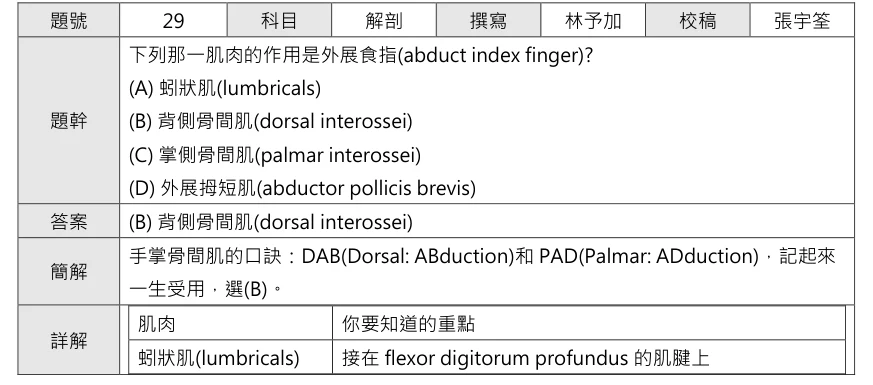 題號 29 科目 解剖 撰寫 林予加 校稿 張宇筌
下列那一肌肉的作用是外展食指(abduct index finger)?
(A) 蚓狀肌(lumbricals)
(B) 背側骨間肌(dorsal interossei)
題幹
(C) 掌側骨間肌(palmar interossei)
(D) 外展拇短肌(abductor pollicis brevis)
答案 (B) 背側骨間肌(dorsal interossei)
簡解
手掌骨間肌的口訣：DAB(Dorsal: ABduction)和 PAD(Palmar: ADduction)，記起來
一生受用，選(B)。
詳解
肌肉 你要知道的重點
蚓狀肌(lumbricals) 接在 flexor digitorum profundus 的肌腱上